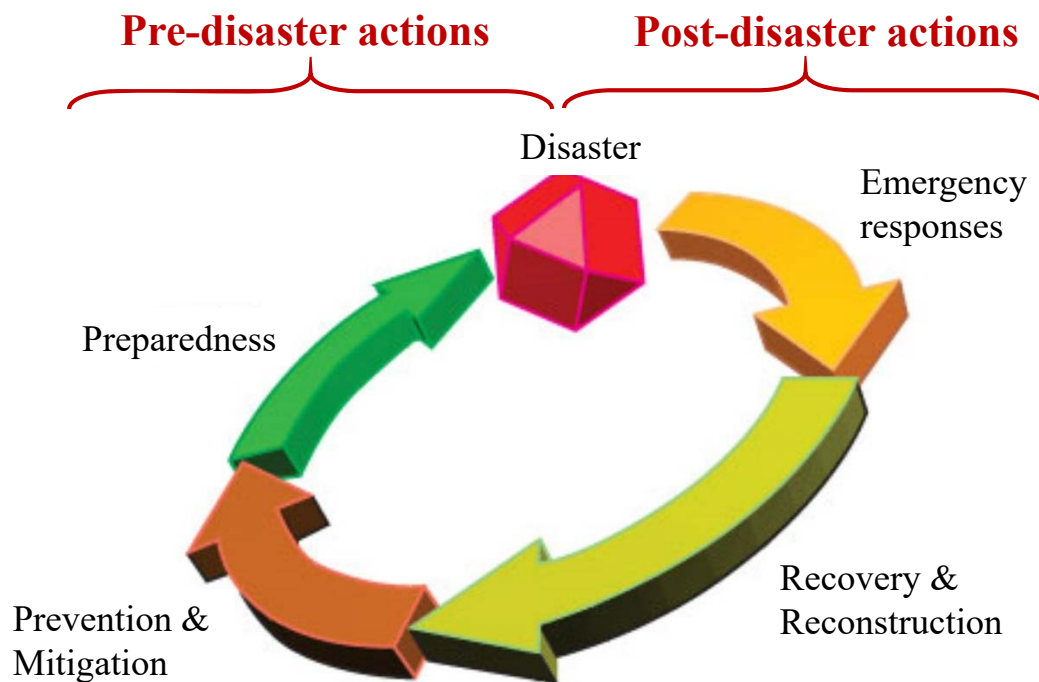 Pre-disaster actions
Post-disaster actions
Disaster
Emergency
responses
Preparedness
Recovery &
Reconstruction
Prevention &
Mitigation